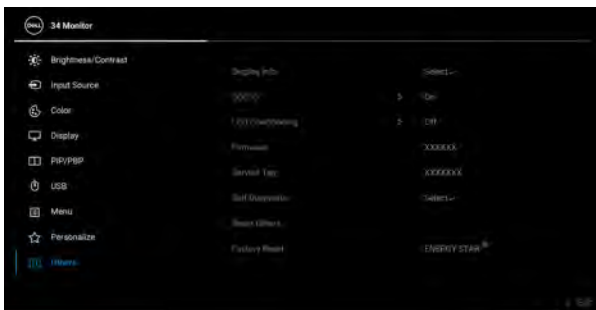 DELL 34 Monitor
Brightness/Contrast
Input Source
Color
Display
PIP/PBP
USB
Menu
Personalize
Others
Display Info Select
DDC/CI On
LCD Conditioning Off
Firmware XXXXXX
Service Tag XXXXXXX
Self-Diagnostic Select
Reset Others
Factory Reset ENERGY STAR®